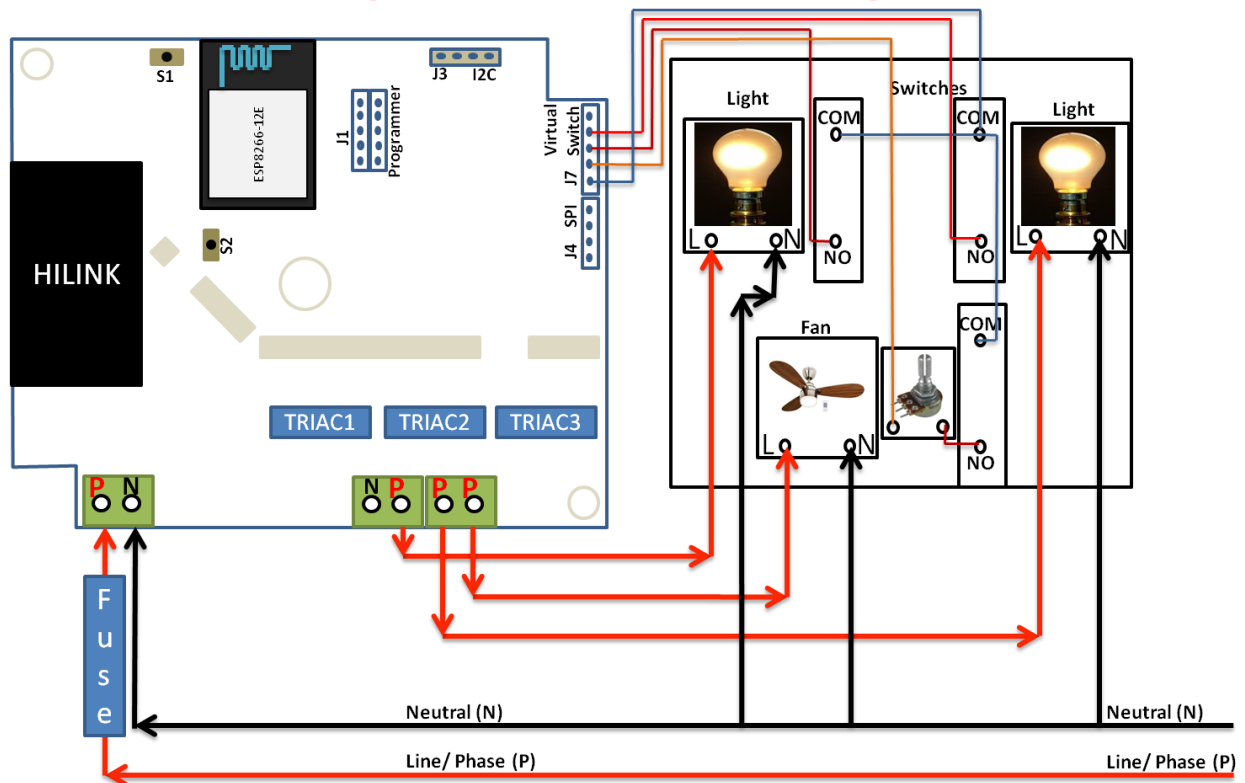 S1
J3 I2C
J1
Programmer
ESP8266-12E
Virtual
Switch
J7
SPI
J4
S2
HILINK
TRIAC1
TRIAC2
TRIAC3
P N
N P P P
Fuse
Switches
Light
COM
COM
Light
L N
NO
NO
L N
Fan
COM
L N
NO
Neutral (N)
Neutral (N)
Line/ Phase (P)
Line/ Phase (P)